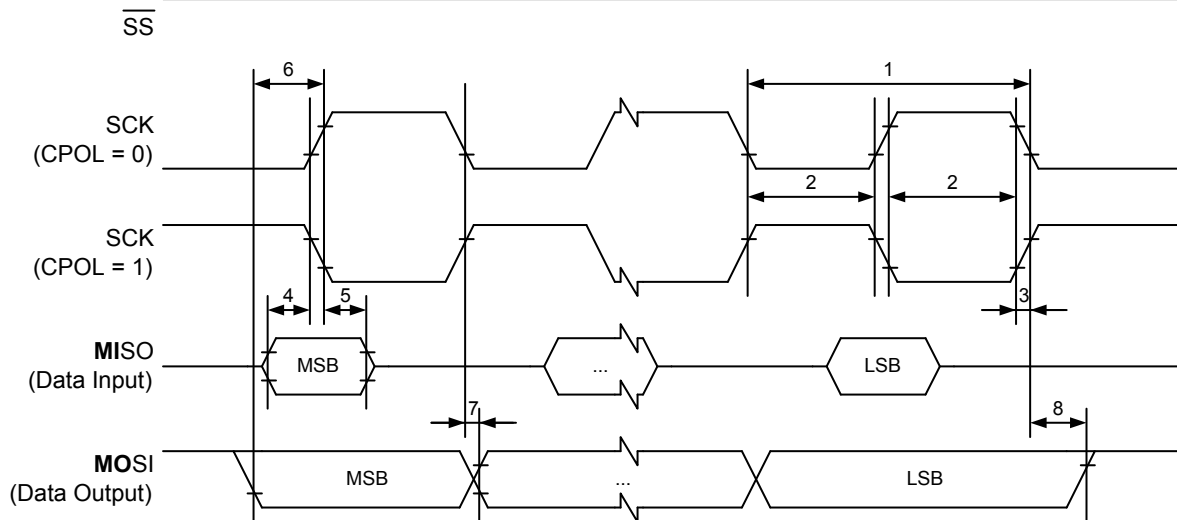 SS
6
1
SCK
(CPOL = 0)
2
2
SCK
(CPOL = 1)
4
5
3
MISO
(Data Input)
MSB
...
LSB
7
8
MOSI
(Data Output)
MSB
...
LSB